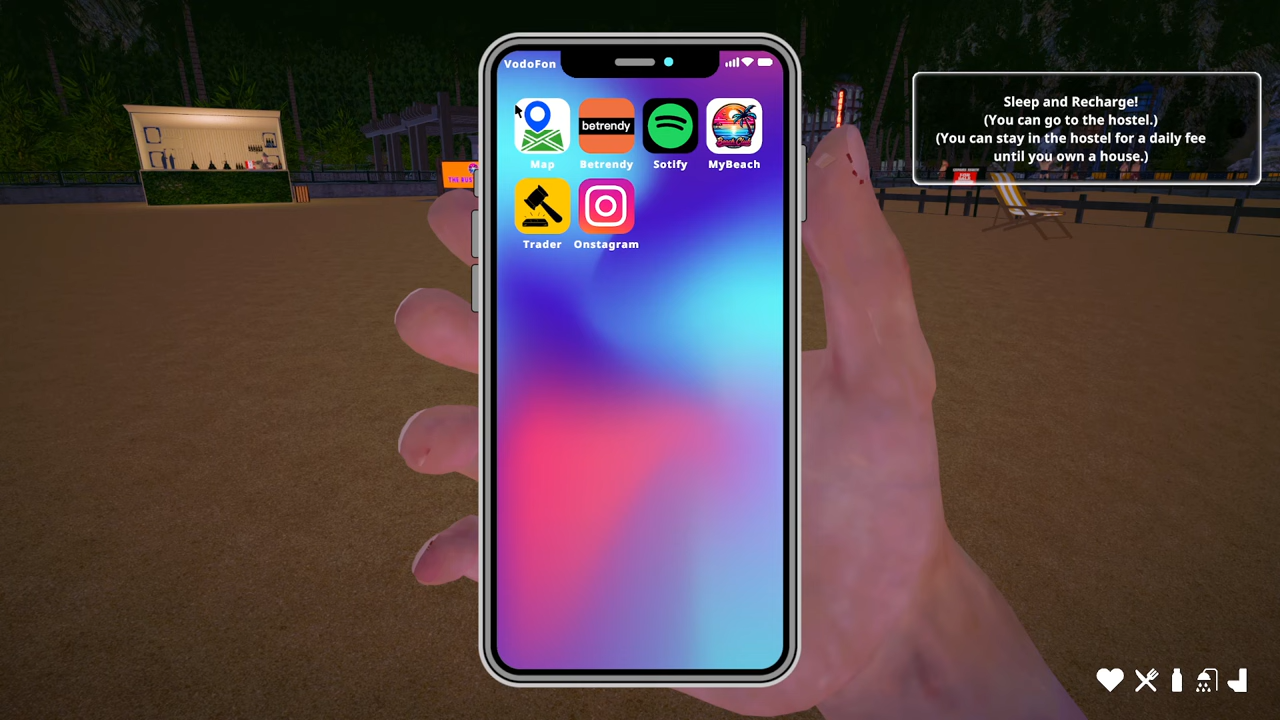 VodoFon
betrendy
Map
Betrendy
Sotify
MyBeach
Trader
Onstagram
Sleep and Recharge!
(You can go to the hostel.)
(You can stay in the hostel for a daily fee
until you own a house.)